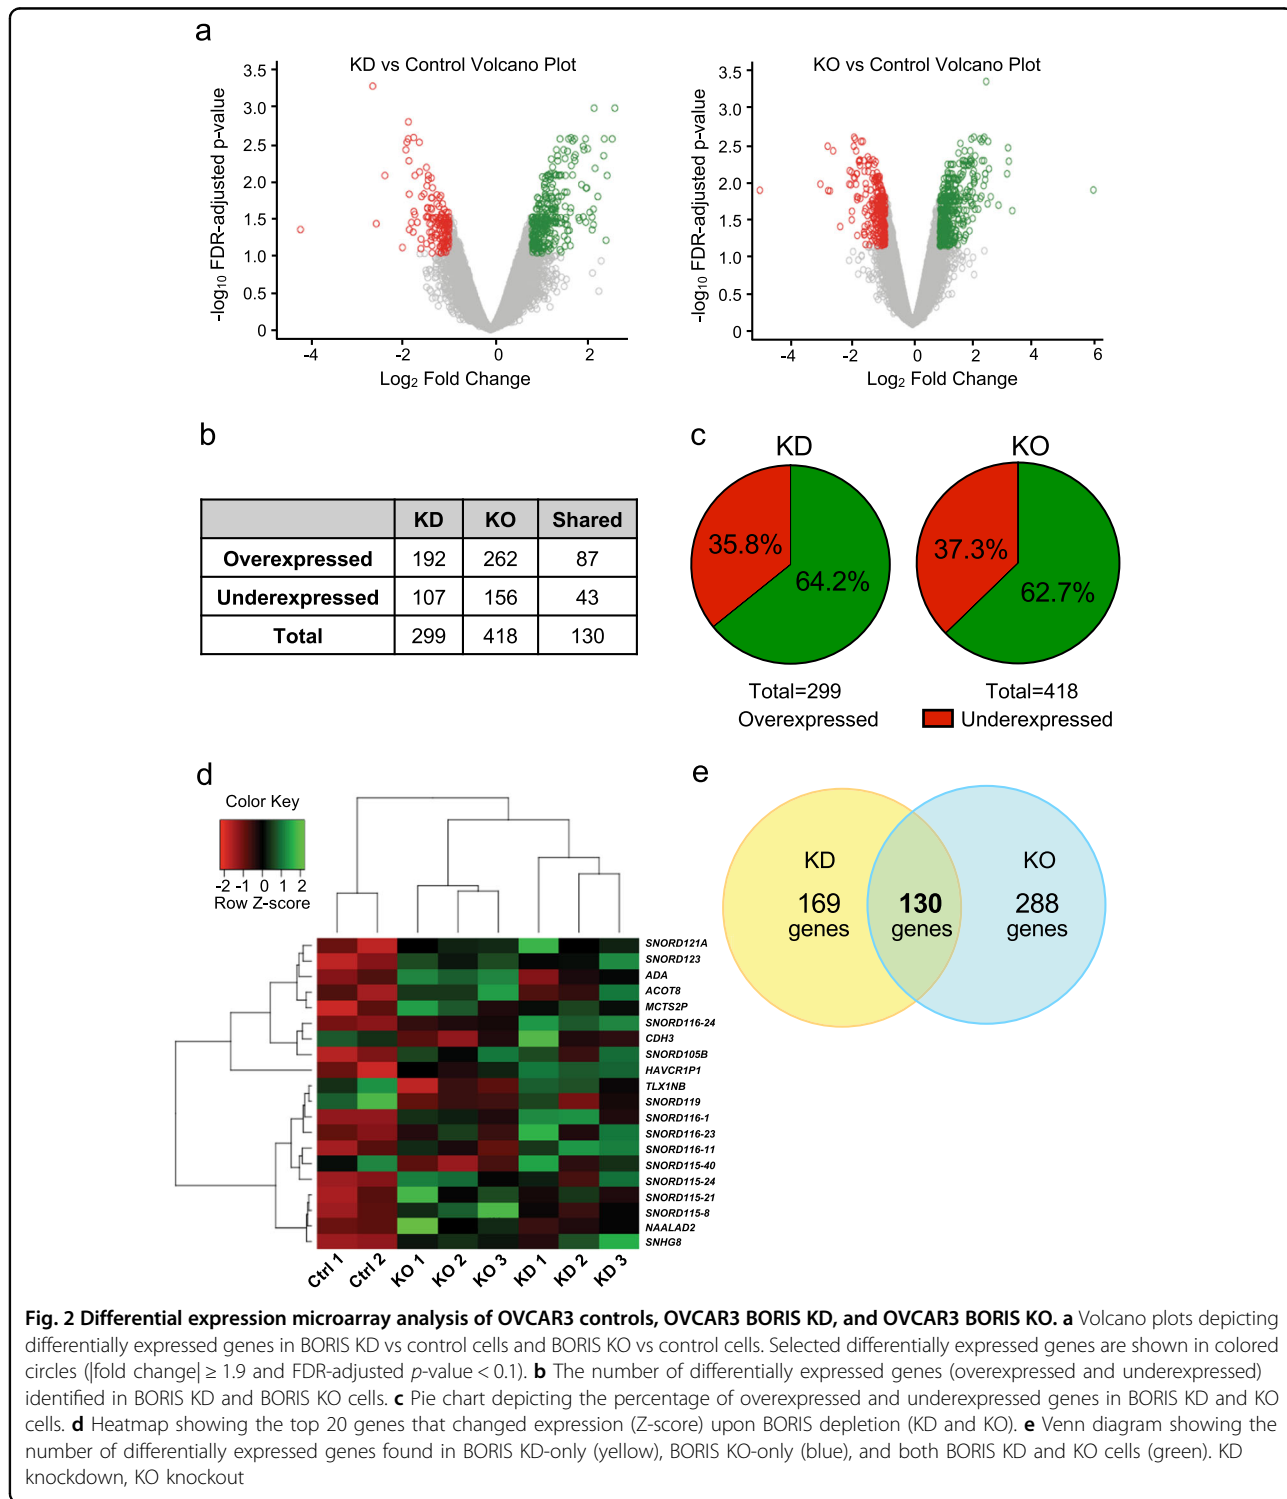 a
KD vs Control Volcano Plot
-log10 FDR-adjusted p-value
3.5
3.0
2.5
2.0
1.5
1.0
0.5
0
-4
-2
0
2
Log2 Fold Change
KO vs Control Volcano Plot
-log10 FDR-adjusted p-value
3.5
3.0
2.5
2.0
1.5
1.0
0.5
0
-4
-2
0
2
4
6
Log2 Fold Change
b
KD KO Shared
Overexpressed 192 262 87
Underexpressed 107 156 43
Total 299 418 130
c
KD
35.8%
64.2%
Total=299
KO
37.3%
62.7%
Total=418
Overexpressed
Underexpressed
d
Color Key
-2 -1 0 1 2
Row Z-score
SNORD121A
SNORD123
ADA
ACOT8
MCTS2P
SNORD116-24
CDH3
SNORD105B
HAVCR1P1
TLX1NB
SNORD119
SNORD116-1
SNORD116-23
SNORD116-11
SNORD115-40
SNORD115-24
SNORD115-21
SNORD115-8
NAALAD2
SNHG8
Ctrl 1
Ctrl 2
KO 1
KO 2
KO 3
KD 1
KD 2
KD 3
e
KD
169
genes
130
genes
KO
288
genes
Fig. 2 Differential expression microarray analysis of OVCAR3 controls, OVCAR3 BORIS KD, and OVCAR3 BORIS KO. a Volcano plots depicting
differentially expressed genes in BORIS KD vs control cells and BORIS KO vs control cells. Selected differentially expressed genes are shown in colored
circles (|fold change| ≥ 1.9 and FDR-adjusted p-value < 0.1). b The number of differentially expressed genes (overexpressed and underexpressed)
identified in BORIS KD and BORIS KO cells. c Pie chart depicting the percentage of overexpressed and underexpressed genes in BORIS KD and KO
cells. d Heatmap showing the top 20 genes that changed expression (Z-score) upon BORIS depletion (KD and KO). e Venn diagram showing the
number of differentially expressed genes found in BORIS KD-only (yellow), BORIS KO-only (blue), and both BORIS KD and KO cells (green). KD
knockdown, KO knockout